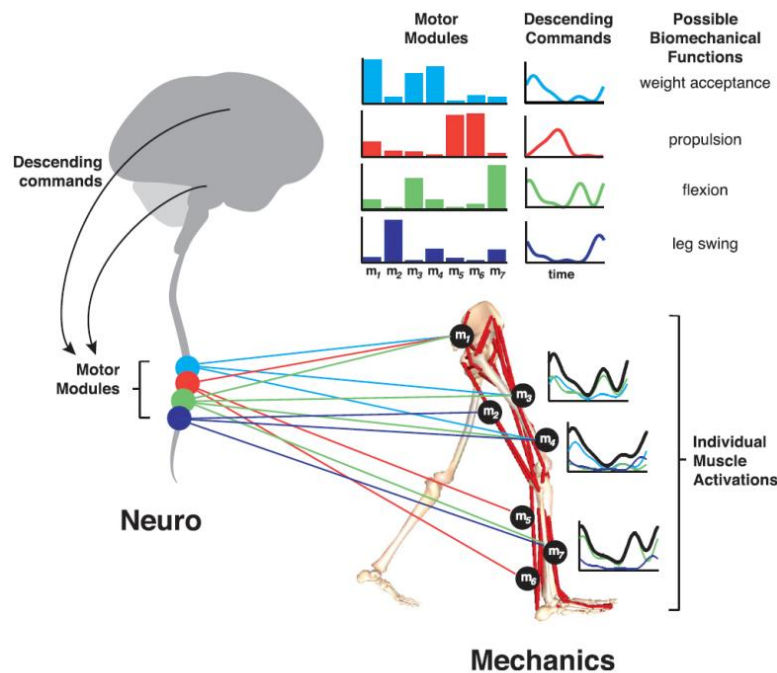 Motor
Modules
Descending
Commands
Possible
Biomechanical
Functions
weight acceptance
propulsion
flexion
leg swing
m1 m2 m3 m4 m5 m6 m7
time
Descending
commands
Motor
Modules
m1
m3
m2
m4
m5
m7
m6
Individual
Muscle
Activations
Neuro
Mechanics